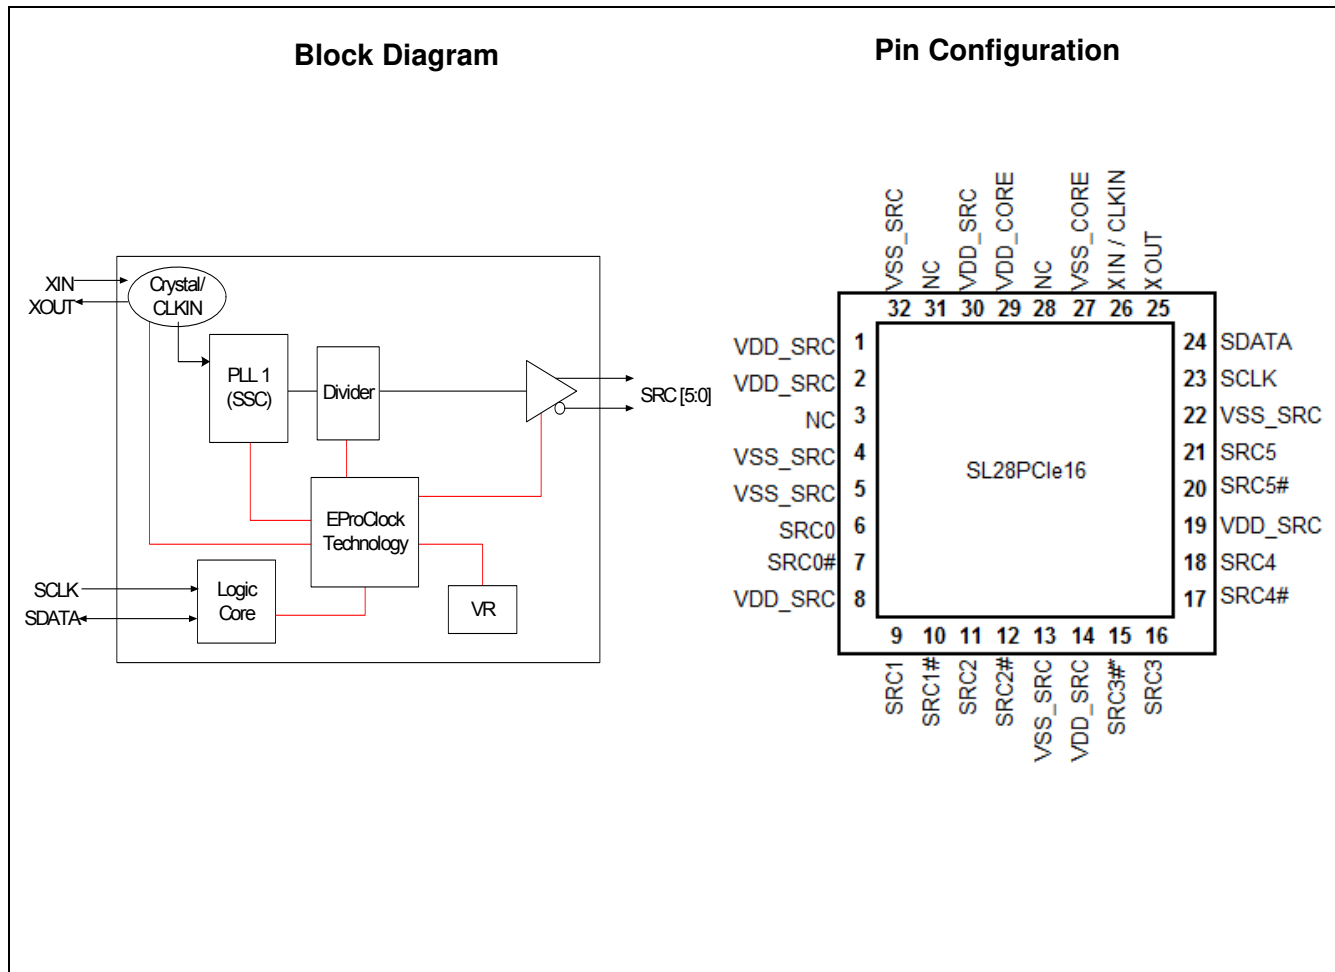 Block Diagram
Pin Configuration
XIN
XOUT
Crystal/
CLKIN
PLL 1
(SSC)
Divider
SRC [5:0]
EProClock
Technology
SCLK
SDATA
Logic
Core
VR
VSS_SRC
NC
VDD_SRC
VDD_CORE
NC
VSS_CORE
XIN / CLKIN
XOUT
32 31 30 29 28 27 26 25
VDD_SRC 1
VDD_SRC 2
NC 3
VSS_SRC 4
VSS_SRC 5
SRC0 6
SRC0# 7
VDD_SRC 8
SL28PCIe16
24 SDATA
23 SCLK
22 VSS_SRC
21 SRC5
20 SRC5#
19 VDD_SRC
18 SRC4
17 SRC4#
9 10 11 12 13 14 15 16
SRC1
SRC1#
SRC2
SRC2#
VSS_SRC
VDD_SRC
SRC3#*
SRC3